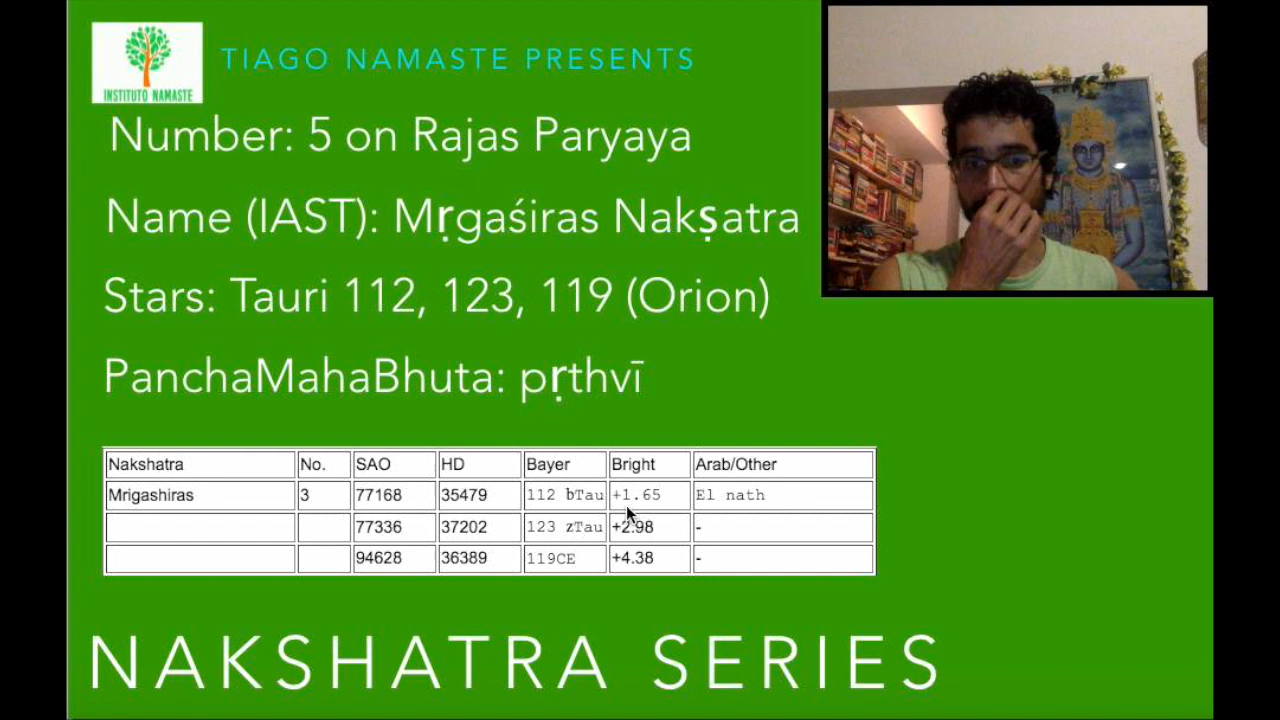 INSTITUTO NAMASTE
TIAGO NAMASTE PRESENTS
Number: 5 on Rajas Paryaya
Name (IAST): Mṛgaśiras Nakṣatra
Stars: Tauri 112, 123, 119 (Orion)
PanchaMahaBhuta: pṛthvī
Nakshatra No. SAO HD Bayer Bright Arab/Other
Mrigashiras 3 77168 35479 112 bTau +1.65 El nath
77336 37202 123 zTau +2.98 -
94628 36389 119CE +4.38 -
NAKSHATRA SERIES